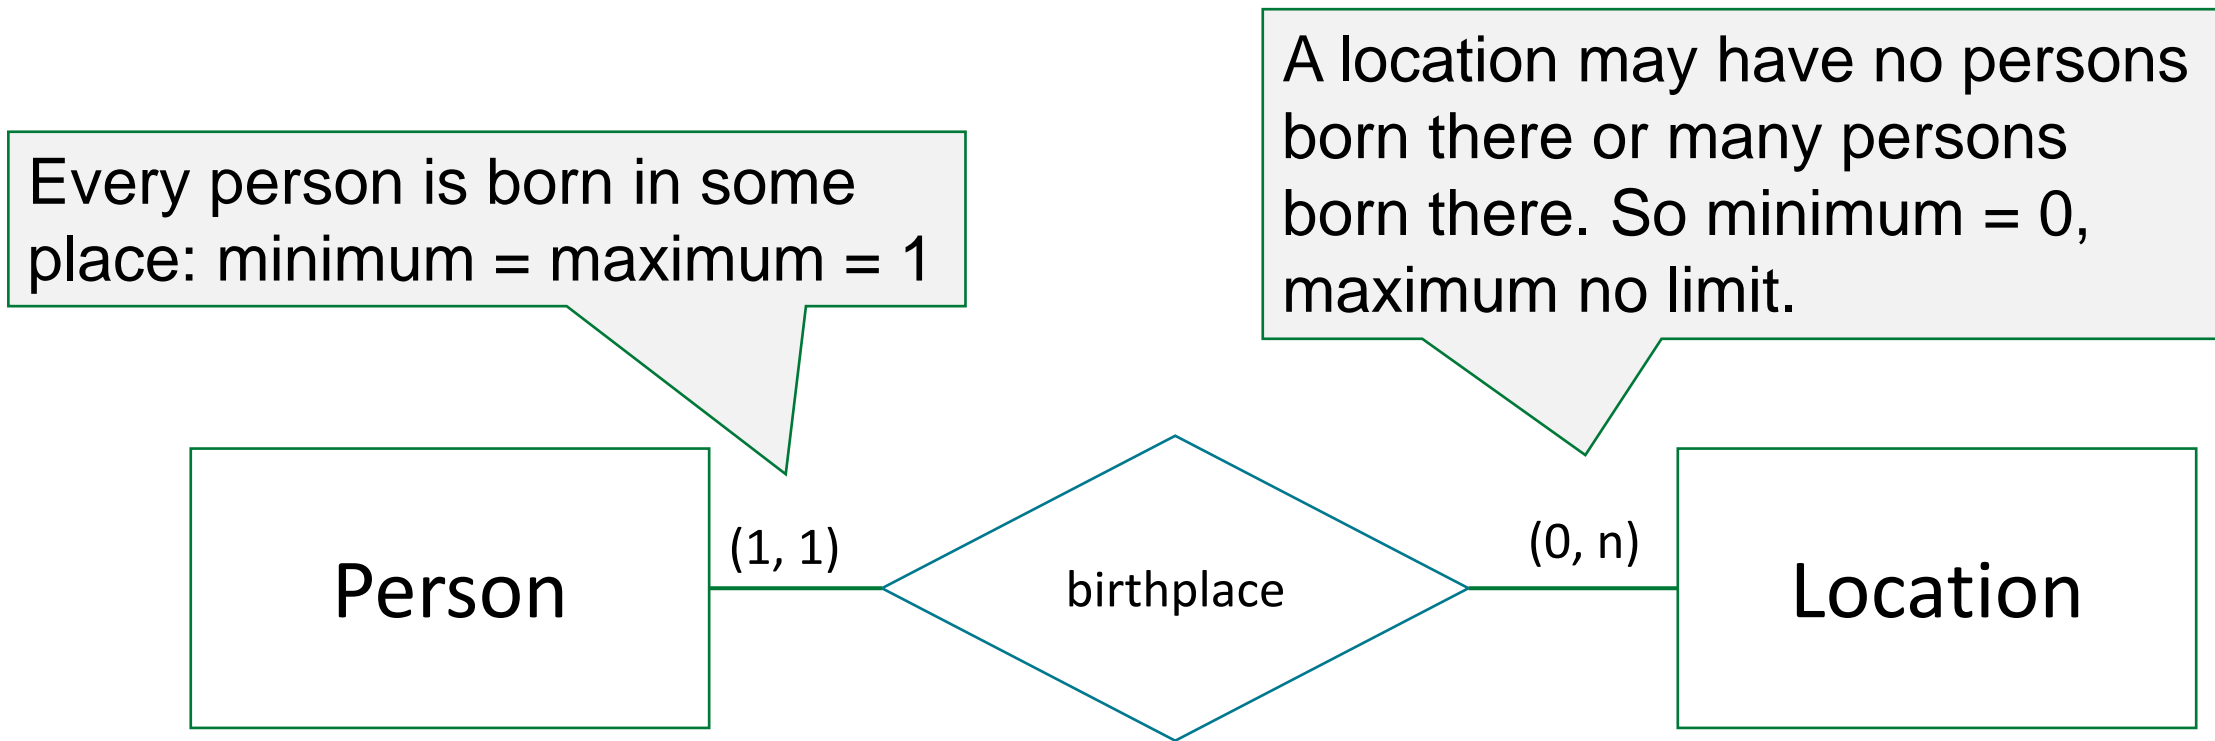 Every person is born in some
place: minimum = maximum = 1
A location may have no persons
born there or many persons
born there. So minimum = 0,
maximum no limit.
Person
(1, 1)
birthplace
(0, n)
Location